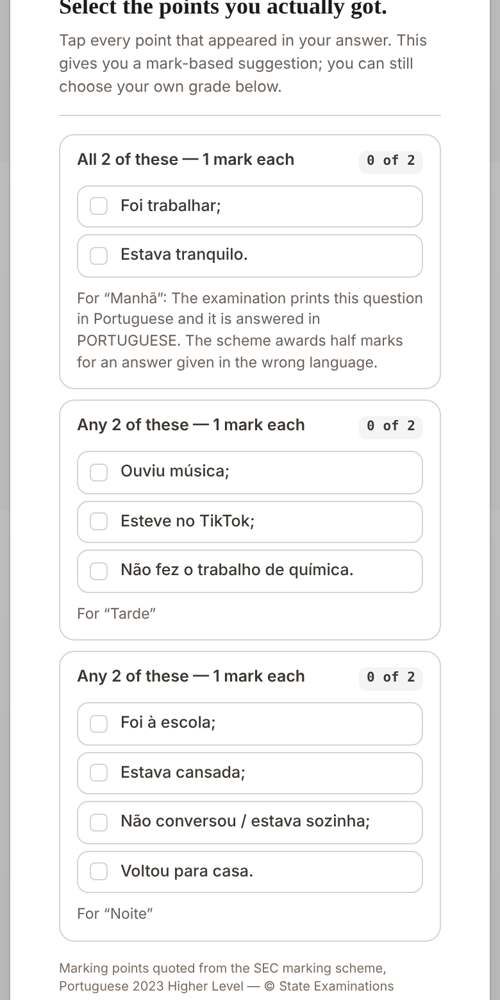 Select the points you actually got.
Tap every point that appeared in your answer. This
gives you a mark-based suggestion; you can still
choose your own grade below.
All 2 of these — 1 mark each
0 of 2
Foi trabalhar;
Estava tranquilo.
For “Manhã”: The examination prints this question
in Portuguese and it is answered in
PORTUGUESE. The scheme awards half marks
for an answer given in the wrong language.
Any 2 of these — 1 mark each
0 of 2
Ouviu música;
Esteve no TikTok;
Não fez o trabalho de química.
For “Tarde”
Any 2 of these — 1 mark each
0 of 2
Foi à escola;
Estava cansada;
Não conversou / estava sozinha;
Voltou para casa.
For “Noite”
Marking points quoted from the SEC marking scheme,
Portuguese 2023 Higher Level — © State Examinations